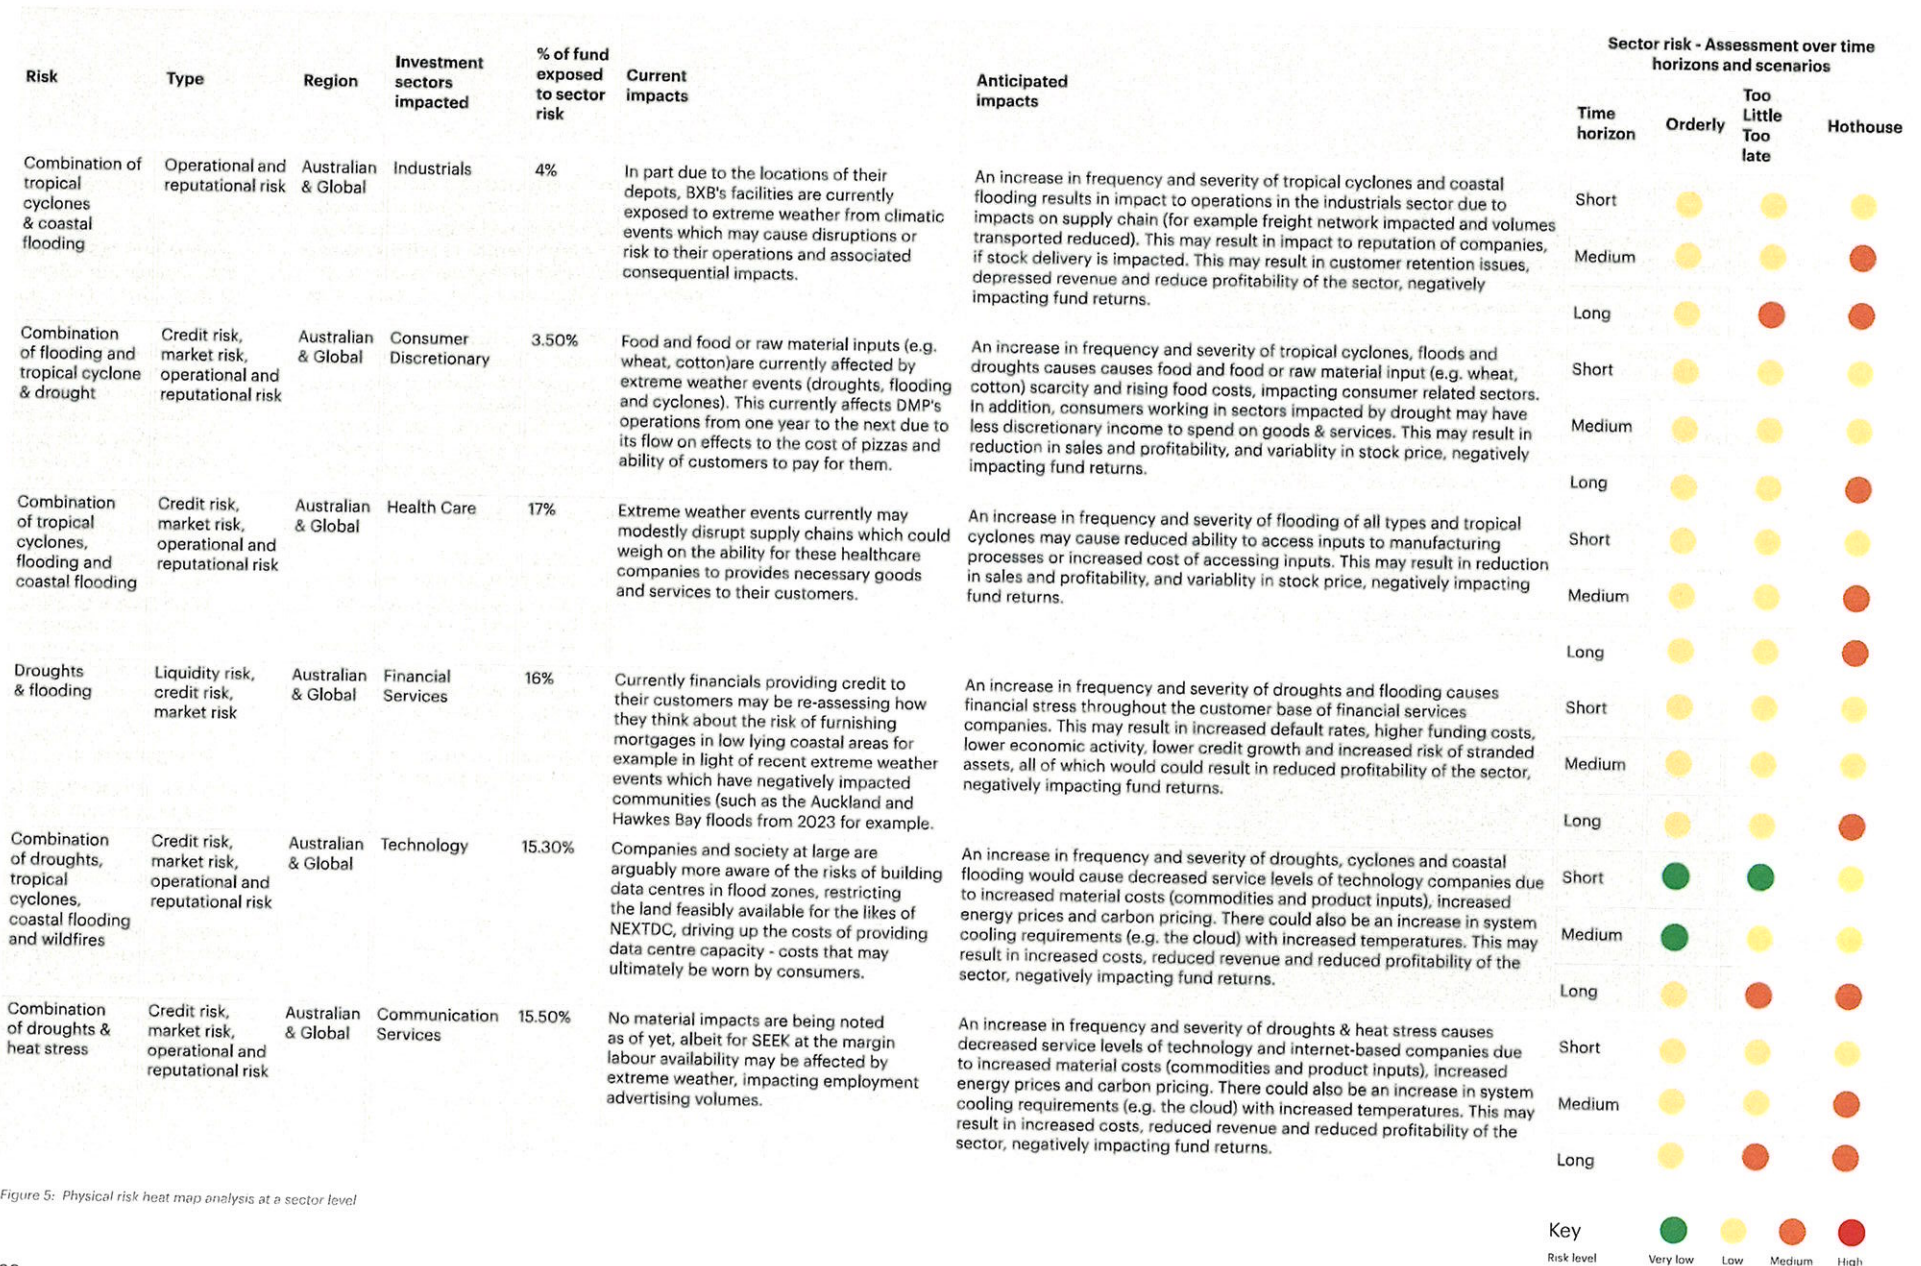 Sector risk - Assessment over time
horizons and scenarios
Risk
Type
Region
Investment
sectors
impacted
% of fund
exposed
to sector
risk
Current
impacts
Anticipated
impacts
Time
horizon
Orderly
Too
Little
Too
late
Hothouse
Combination of
tropical
cyclones
& coastal
flooding
Operational and
reputational risk
Australian
& Global
Industrials
4%
In part due to the locations of their
depots, BXB's facilities are currently
exposed to extreme weather from climatic
events which may cause disruptions or
risk to their operations and associated
consequential impacts.
An increase in frequency and severity of tropical cyclones and coastal
flooding results in impact to operations in the industrials sector due to
impacts on supply chain (for example freight network impacted and volumes
transported reduced). This may result in impact to reputation of companies,
if stock delivery is impacted. This may result in customer retention issues,
depressed revenue and reduce profitability of the sector, negatively
impacting fund returns.
Short
Medium
Long
Combination
of flooding and
tropical cyclone
& drought
Credit risk,
market risk,
operational and
reputational risk
Australian
& Global
Consumer
Discretionary
3.50%
Food and food or raw material inputs (e.g.
wheat, cotton)are currently affected by
extreme weather events (droughts, flooding
and cyclones). This currently affects DMP's
operations from one year to the next due to
its flow on effects to the cost of pizzas and
ability of customers to pay for them.
An increase in frequency and severity of tropical cyclones, floods and
droughts causes causes food and food or raw material input (e.g. wheat,
cotton) scarcity and rising food costs, impacting consumer related sectors.
In addition, consumers working in sectors impacted by drought may have
less discretionary income to spend on goods & services. This may result in
reduction in sales and profitability, and variablity in stock price, negatively
impacting fund returns.
Short
Medium
Long
Combination
of tropical
cyclones,
flooding and
coastal flooding
Credit risk,
market risk,
operational and
reputational risk
Australian
& Global
Health Care
17%
Extreme weather events currently may
modestly disrupt supply chains which could
weigh on the ability for these healthcare
companies to provides necessary goods
and services to their customers.
An increase in frequency and severity of flooding of all types and tropical
cyclones may cause reduced ability to access inputs to manufacturing
processes or increased cost of accessing inputs. This may result in reduction
in sales and profitability, and variablity in stock price, negatively impacting
fund returns.
Short
Medium
Long
Droughts
& flooding
Liquidity risk,
credit risk,
market risk
Australian
& Global
Financial
Services
16%
Currently financials providing credit to
their customers may be re-assessing how
they think about the risk of furnishing
mortgages in low lying coastal areas for
example in light of recent extreme weather
events which have negatively impacted
communities (such as the Auckland and
Hawkes Bay floods from 2023 for example.
An increase in frequency and severity of droughts and flooding causes
financial stress throughout the customer base of financial services
companies. This may result in increased default rates, higher funding costs,
lower economic activity, lower credit growth and increased risk of stranded
assets, all of which would could result in reduced profitability of the sector,
negatively impacting fund returns.
Short
Medium
Long
Combination
of droughts,
tropical
cyclones,
coastal flooding
and wildfires
Credit risk,
market risk,
operational and
reputational risk
Australian
& Global
Technology
15.30%
Companies and society at large are
arguably more aware of the risks of building
data centres in flood zones, restricting
the land feasibly available for the likes of
NEXTDC, driving up the costs of providing
data centre capacity - costs that may
ultimately be worn by consumers.
An increase in frequency and severity of droughts, cyclones and coastal
flooding would cause decreased service levels of technology companies due
to increased material costs (commodities and product inputs), increased
energy prices and carbon pricing. There could also be an increase in system
cooling requirements (e.g. the cloud) with increased temperatures. This may
result in increased costs, reduced revenue and reduced profitability of the
sector, negatively impacting fund returns.
Short
Medium
Long
Combination
of droughts &
heat stress
Credit risk,
market risk,
operational and
reputational risk
Australian
& Global
Communication
Services
15.50%
No material impacts are being noted
as of yet, albeit for SEEK at the margin
labour availability may be affected by
extreme weather, impacting employment
advertising volumes.
An increase in frequency and severity of droughts & heat stress causes
decreased service levels of technology and internet-based companies due
to increased material costs (commodities and product inputs), increased
energy prices and carbon pricing. There could also be an increase in system
cooling requirements (e.g. the cloud) with increased temperatures. This may
result in increased costs, reduced revenue and reduced profitability of the
sector, negatively impacting fund returns.
Short
Medium
Long
Figure 5: Physical risk heat map analysis at a sector level
Key
Risk level
Very low
Low
Medium
High